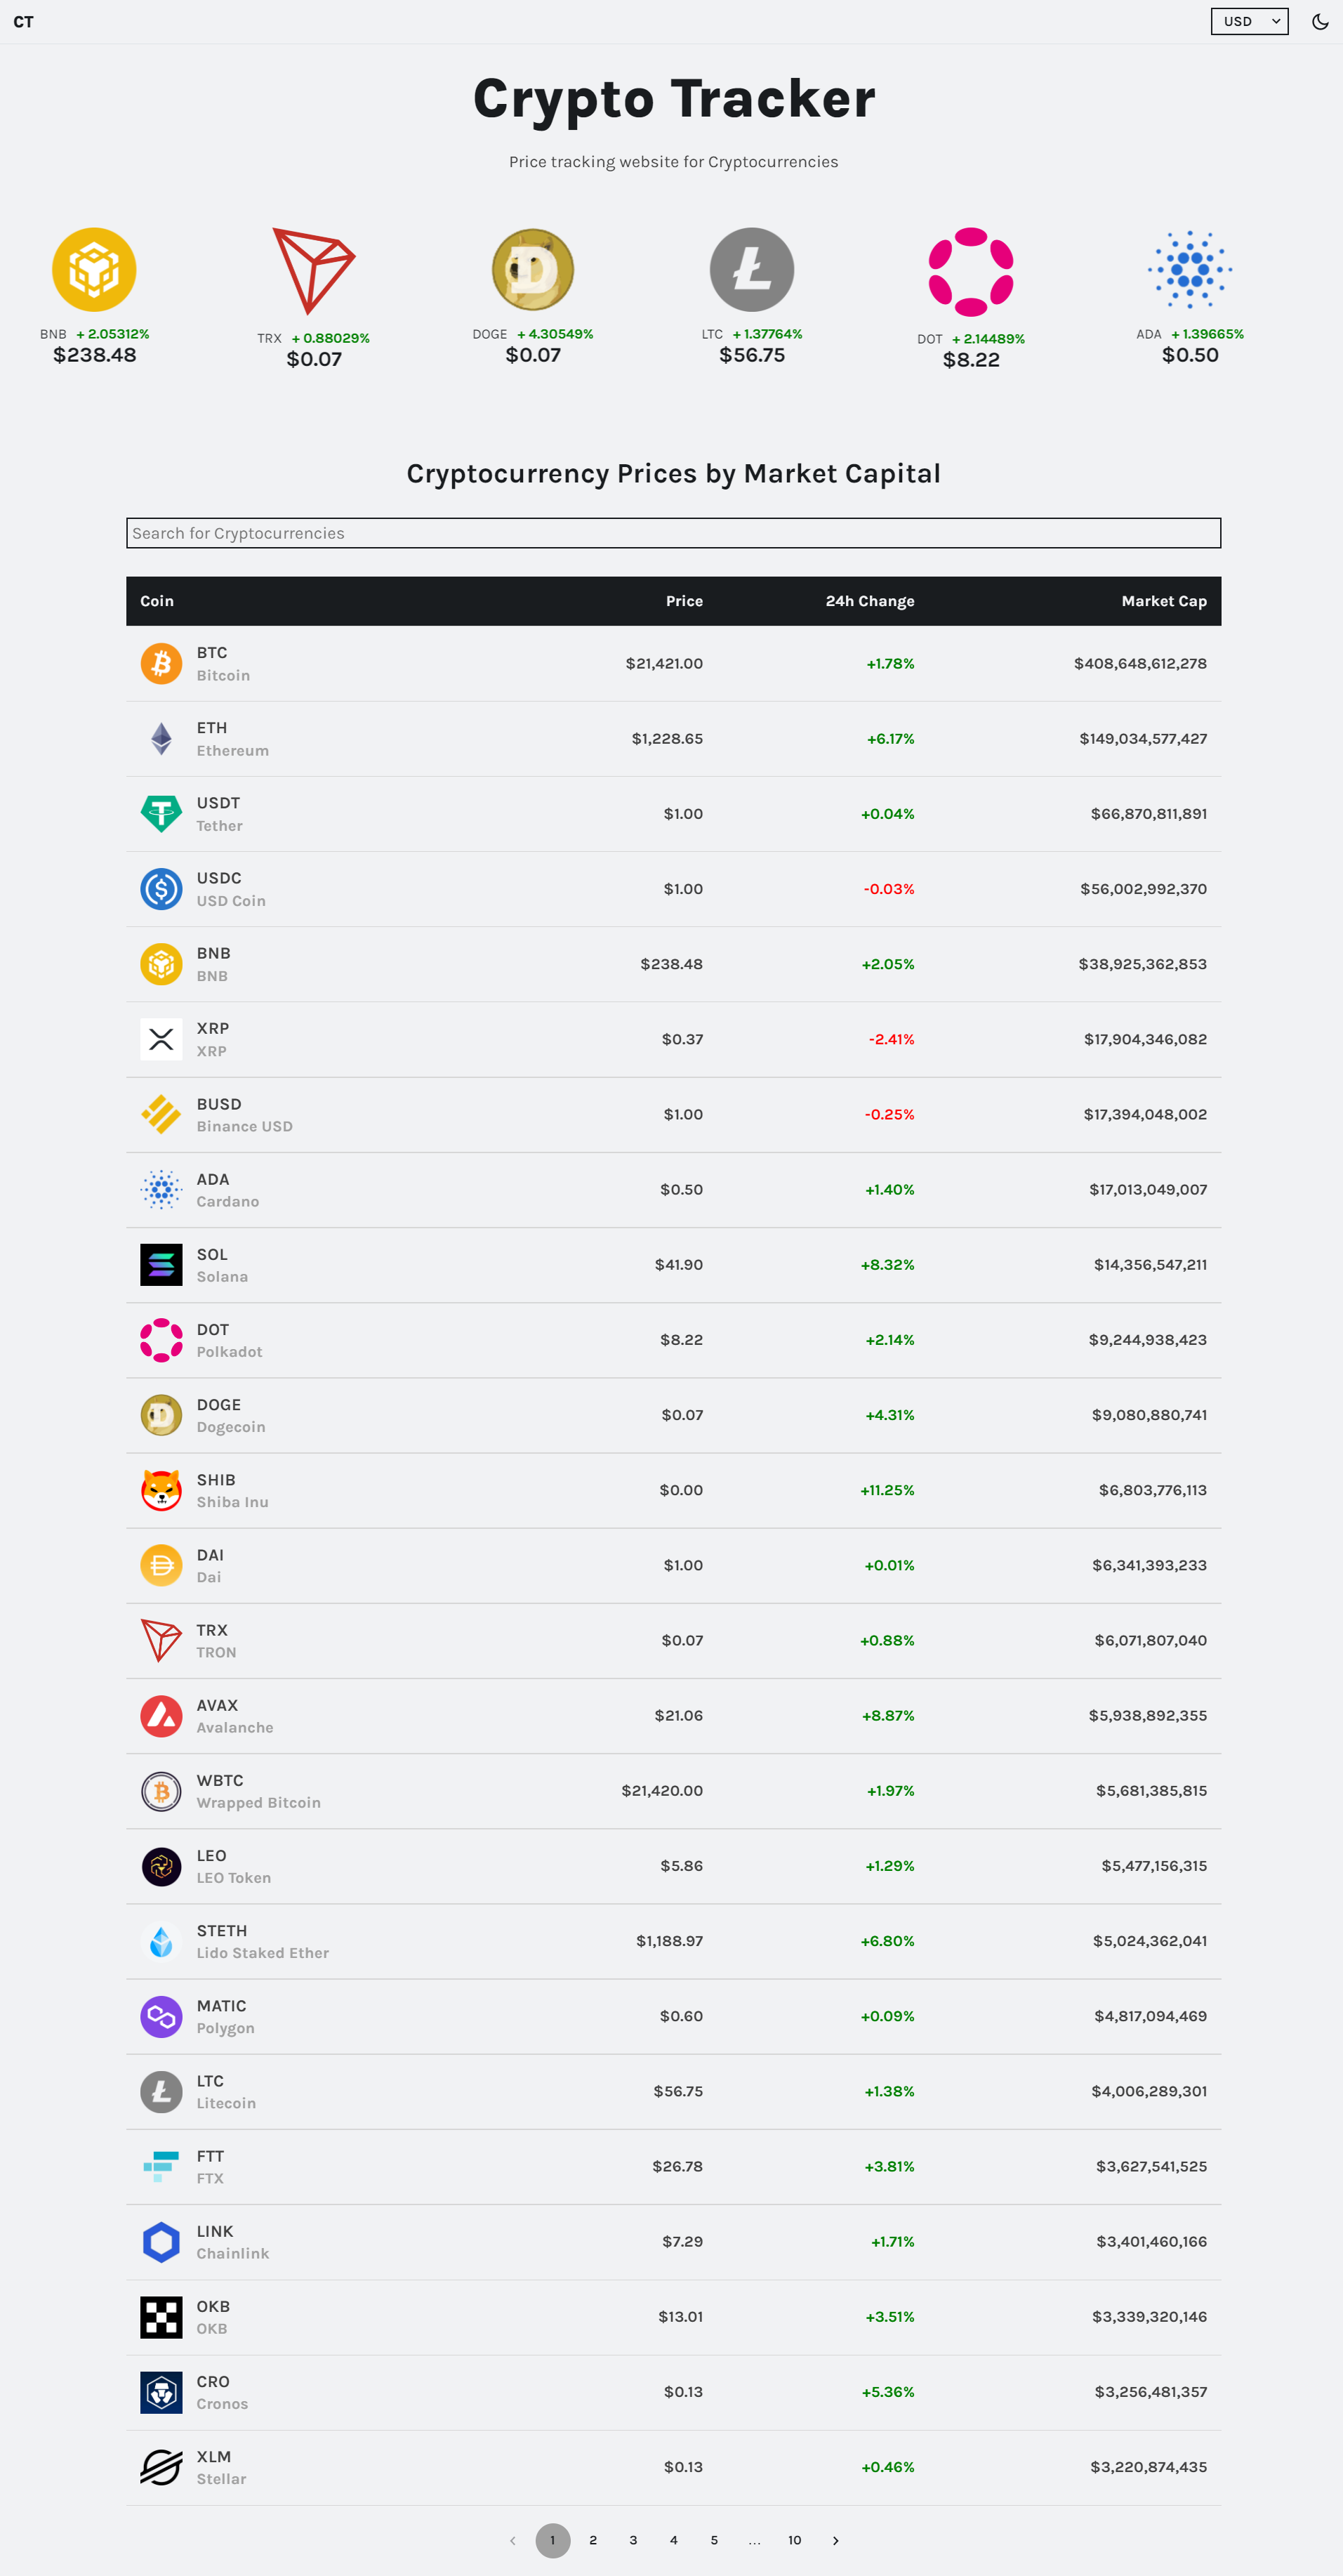 CT
USD
Crypto Tracker
Price tracking website for Cryptocurrencies
BNB + 2.05312%
$238.48
TRX + 0.88029%
$0.07
DOGE + 4.30549%
$0.07
LTC + 1.37764%
$56.75
DOT + 2.14489%
$8.22
ADA + 1.39665%
$0.50
Cryptocurrency Prices by Market Capital
Search for Cryptocurrencies
Coin Price 24h Change Market Cap
BTC
Bitcoin
$21,421.00 +1.78% $408,648,612,278
ETH
Ethereum
$1,228.65 +6.17% $149,034,577,427
USDT
Tether
$1.00 +0.04% $66,870,811,891
USDC
USD Coin
$1.00 -0.03% $56,002,992,370
BNB
BNB
$238.48 +2.05% $38,925,362,853
XRP
XRP
$0.37 -2.41% $17,904,346,082
BUSD
Binance USD
$1.00 -0.25% $17,394,048,002
ADA
Cardano
$0.50 +1.40% $17,013,049,007
SOL
Solana
$41.90 +8.32% $14,356,547,211
DOT
Polkadot
$8.22 +2.14% $9,244,938,423
DOGE
Dogecoin
$0.07 +4.31% $9,080,880,741
SHIB
Shiba Inu
$0.00 +11.25% $6,803,776,113
DAI
Dai
$1.00 +0.01% $6,341,393,233
TRX
TRON
$0.07 +0.88% $6,071,807,040
AVAX
Avalanche
$21.06 +8.87% $5,938,892,355
WBTC
Wrapped Bitcoin
$21,420.00 +1.97% $5,681,385,815
LEO
LEO Token
$5.86 +1.29% $5,477,156,315
STETH
Lido Staked Ether
$1,188.97 +6.80% $5,024,362,041
MATIC
Polygon
$0.60 +0.09% $4,817,094,469
LTC
Litecoin
$56.75 +1.38% $4,006,289,301
FTT
FTX
$26.78 +3.81% $3,627,541,525
LINK
Chainlink
$7.29 +1.71% $3,401,460,166
OKB
OKB
$13.01 +3.51% $3,339,320,146
CRO
Cronos
$0.13 +5.36% $3,256,481,357
XLM
Stellar
$0.13 +0.46% $3,220,874,435
‹ 1 2 3 4 5 ... 10 ›